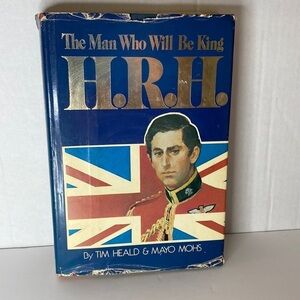 The Man Who Will Be King
H.R.H.
By TIM HEALD & MAYO MOHS